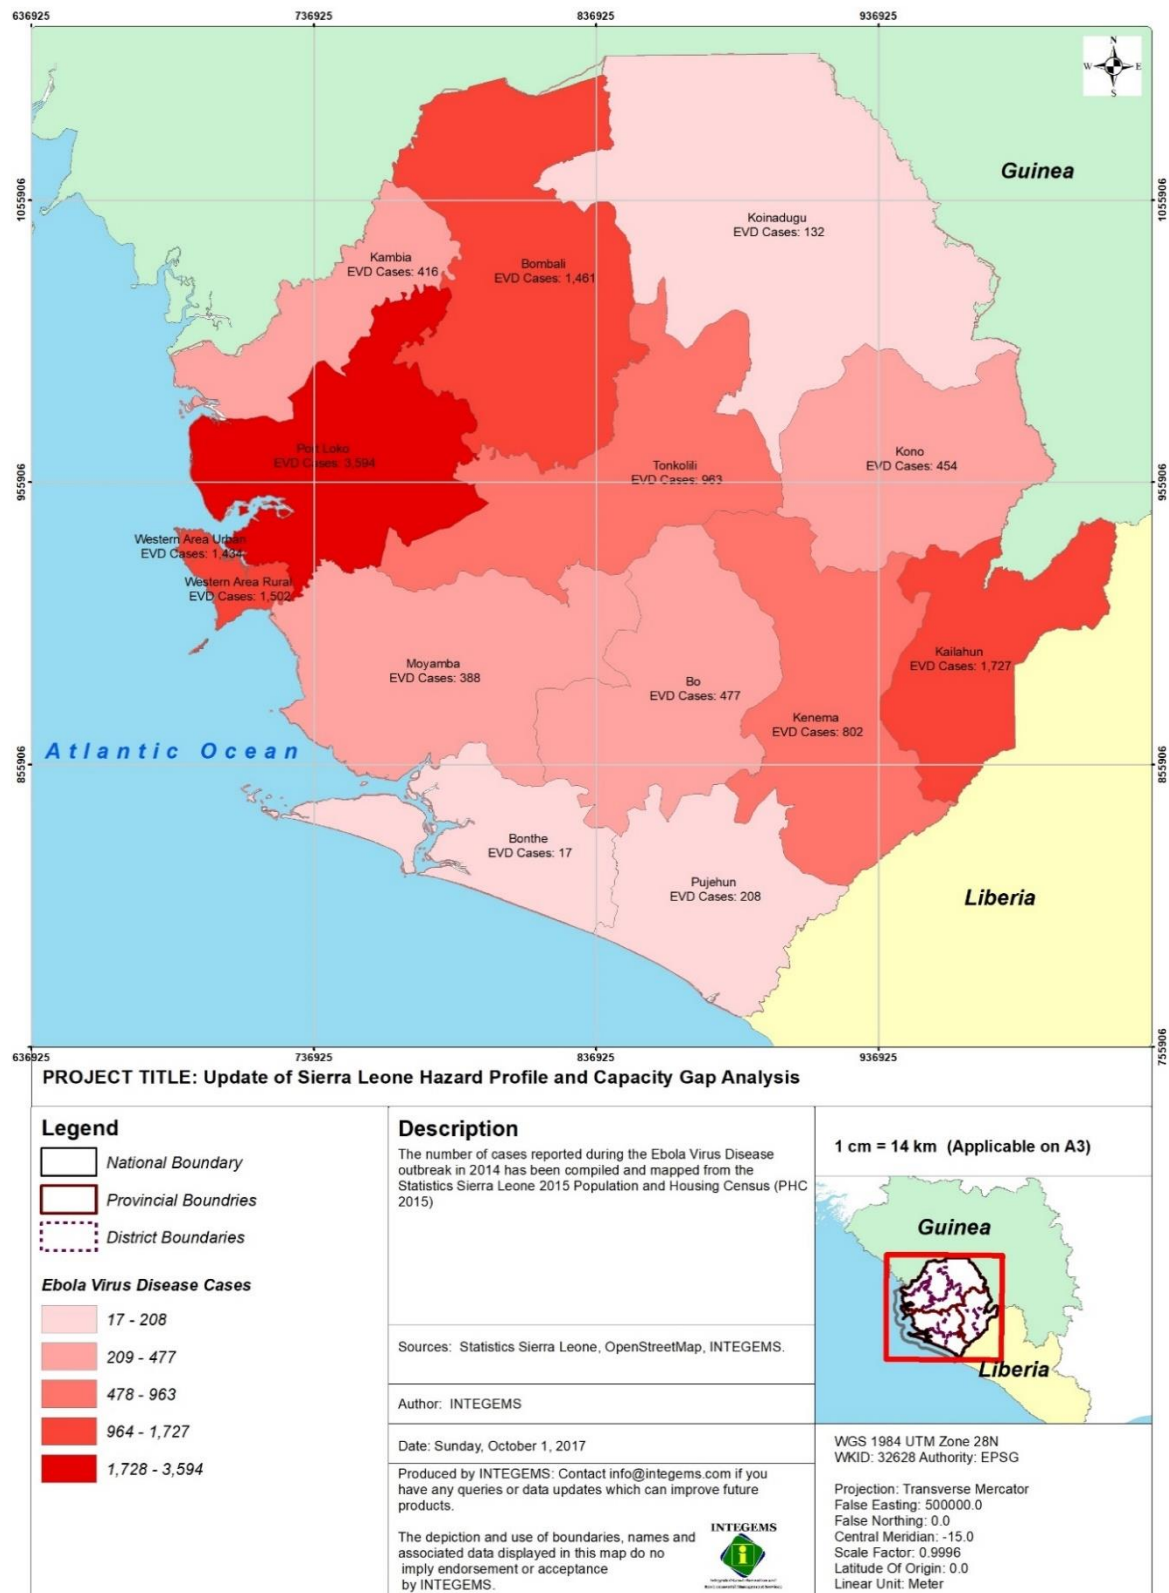 636925
736925
836925
936925
N
W E
S
Guinea
1055906
1055906
Koinadugu
EVD Cases: 132
Kambia
EVD Cases: 416
Bombali
EVD Cases: 1,461
Port Loko
EVD Cases: 3,594
Tonkolili
EVD Cases: 963
Kono
EVD Cases: 454
955906
955906
Western Area Urban
EVD Cases: 1,434
Western Area Rural
EVD Cases: 1,502
Moyamba
EVD Cases: 388
Bo
EVD Cases: 477
Kailahun
EVD Cases: 1,727
Kenema
EVD Cases: 802
Atlantic Ocean
855906
855906
Bonthe
EVD Cases: 17
Pujehun
EVD Cases: 208
Liberia
755906
636925
736925
836925
936925
PROJECT TITLE: Update of Sierra Leone Hazard Profile and Capacity Gap Analysis
Legend
National Boundary
Provincial Boundries
District Boundaries
Ebola Virus Disease Cases
17 - 208
209 - 477
478 - 963
964 - 1,727
1,728 - 3,594
Description
The number of cases reported during the Ebola Virus Disease
outbreak in 2014 has been compiled and mapped from the
Statistics Sierra Leone 2015 Population and Housing Census (PHC
2015)
Sources: Statistics Sierra Leone, OpenStreetMap, INTEGEMS.
Author: INTEGEMS
Date: Sunday, October 1, 2017
Produced by INTEGEMS: Contact info@integems.com if you
have any queries or data updates which can improve future
products.
The depiction and use of boundaries, names and
associated data displayed in this map do no
imply endorsement or acceptance
by INTEGEMS.
INTEGEMS
1 cm = 14 km (Applicable on A3)
Guinea
Liberia
WGS 1984 UTM Zone 28N
WKID: 32628 Authority: EPSG
Projection: Transverse Mercator
False Easting: 500000.0
False Northing: 0.0
Central Meridian: -15.0
Scale Factor: 0.9996
Latitude Of Origin: 0.0
Linear Unit: Meter